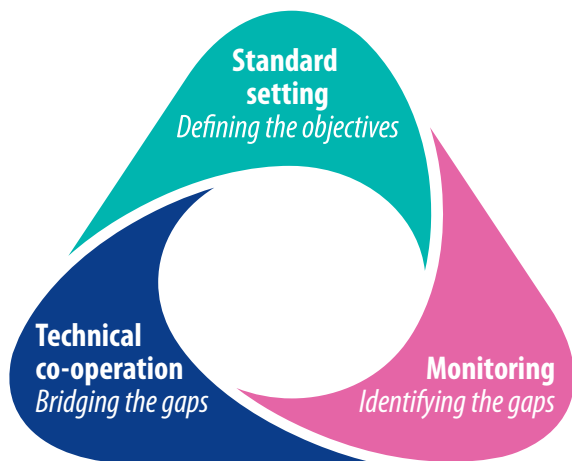 Standard
setting
Defining the objectives
Technical
co-operation
Bridging the gaps
Monitoring
Identifying the gaps